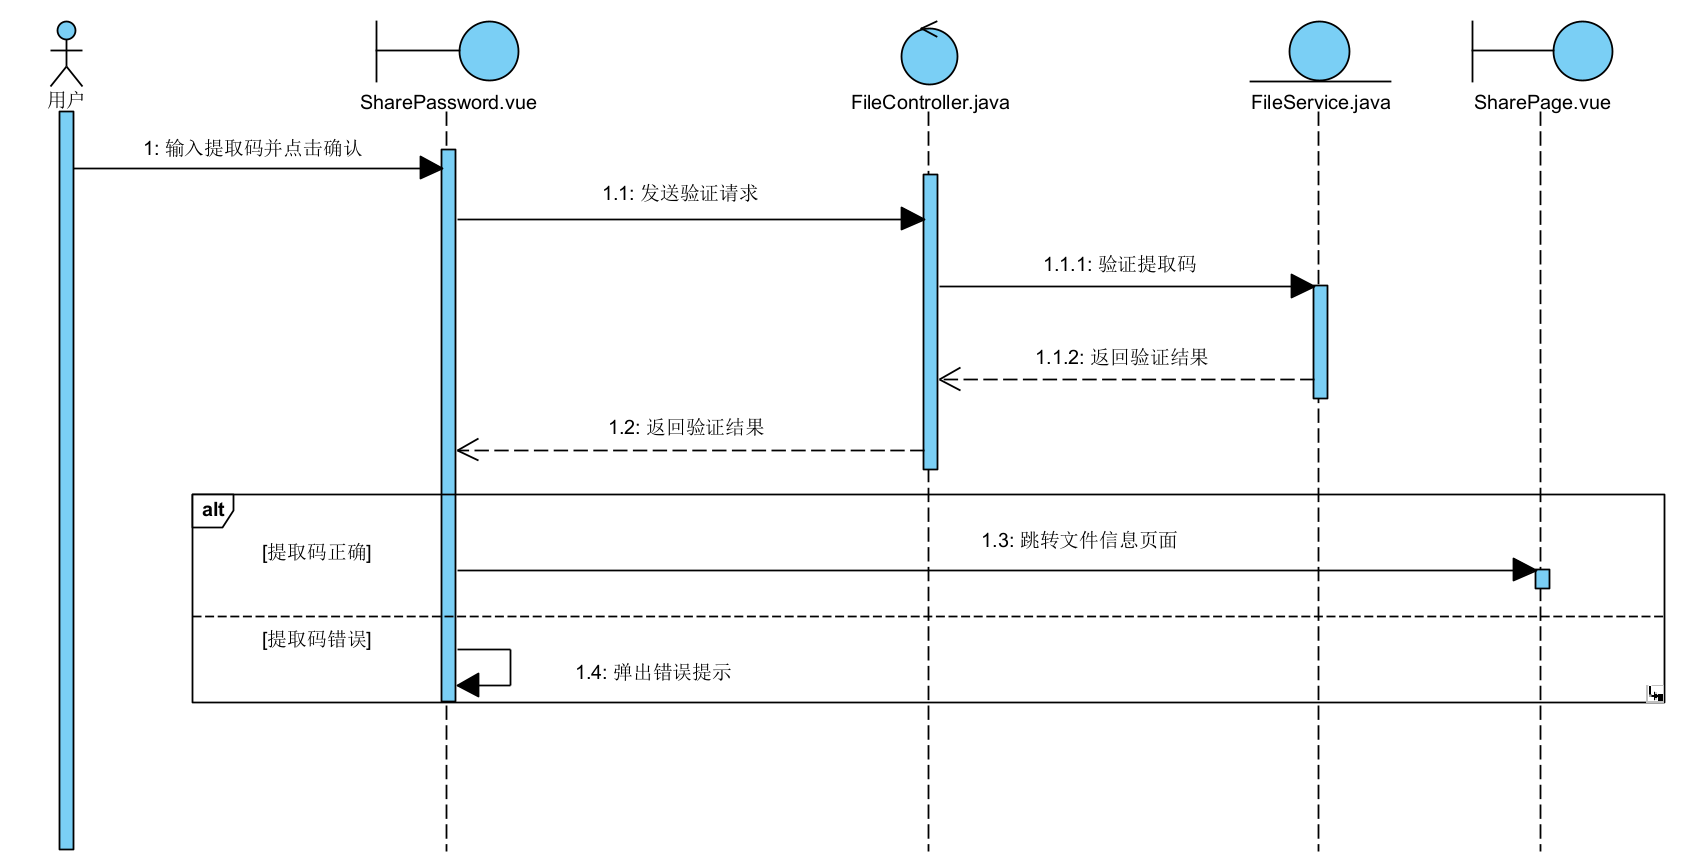 用户
SharePassword.vue
FileController.java
FileService.java
SharePage.vue
1: 输入提取码并点击确认
1.1: 发送验证请求
1.1.1: 验证提取码
1.1.2: 返回验证结果
1.2: 返回验证结果
alt
1.3: 跳转文件信息页面
[提取码正确]
[提取码错误]
1.4: 弹出错误提示